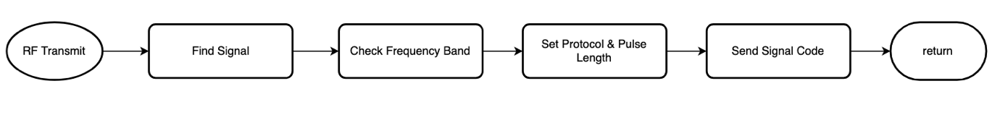 RF Transmit
Find Signal
Check Frequency Band
Set Protocol & Pulse
Length
Send Signal Code
return